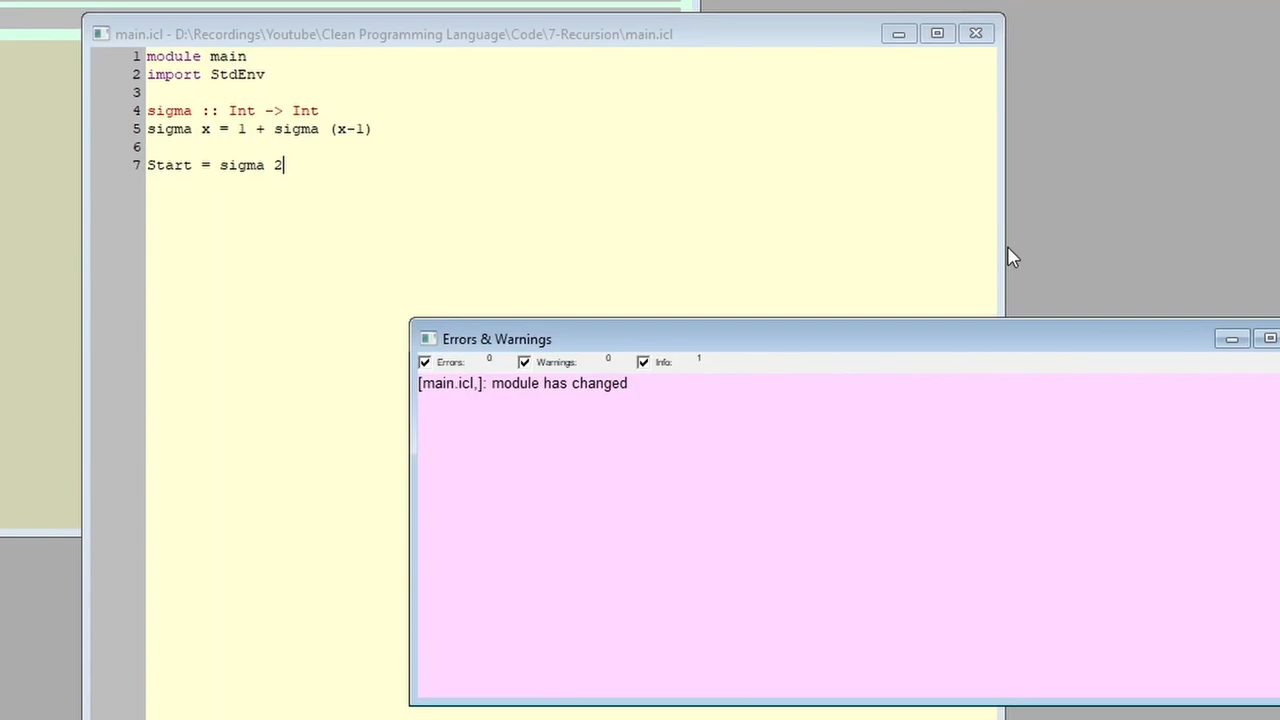 main.icl - D:\Recordings\Youtube\Clean Programming Language\Code\7-Recursion\main.icl
1 module main
2 import StdEnv
3
4 sigma :: Int -> Int
5 sigma x = 1 + sigma (x-1)
6
7 Start = sigma 2
Errors & Warnings
Errors: 0 Warnings: 0 Info: 1
[main.icl,]: module has changed